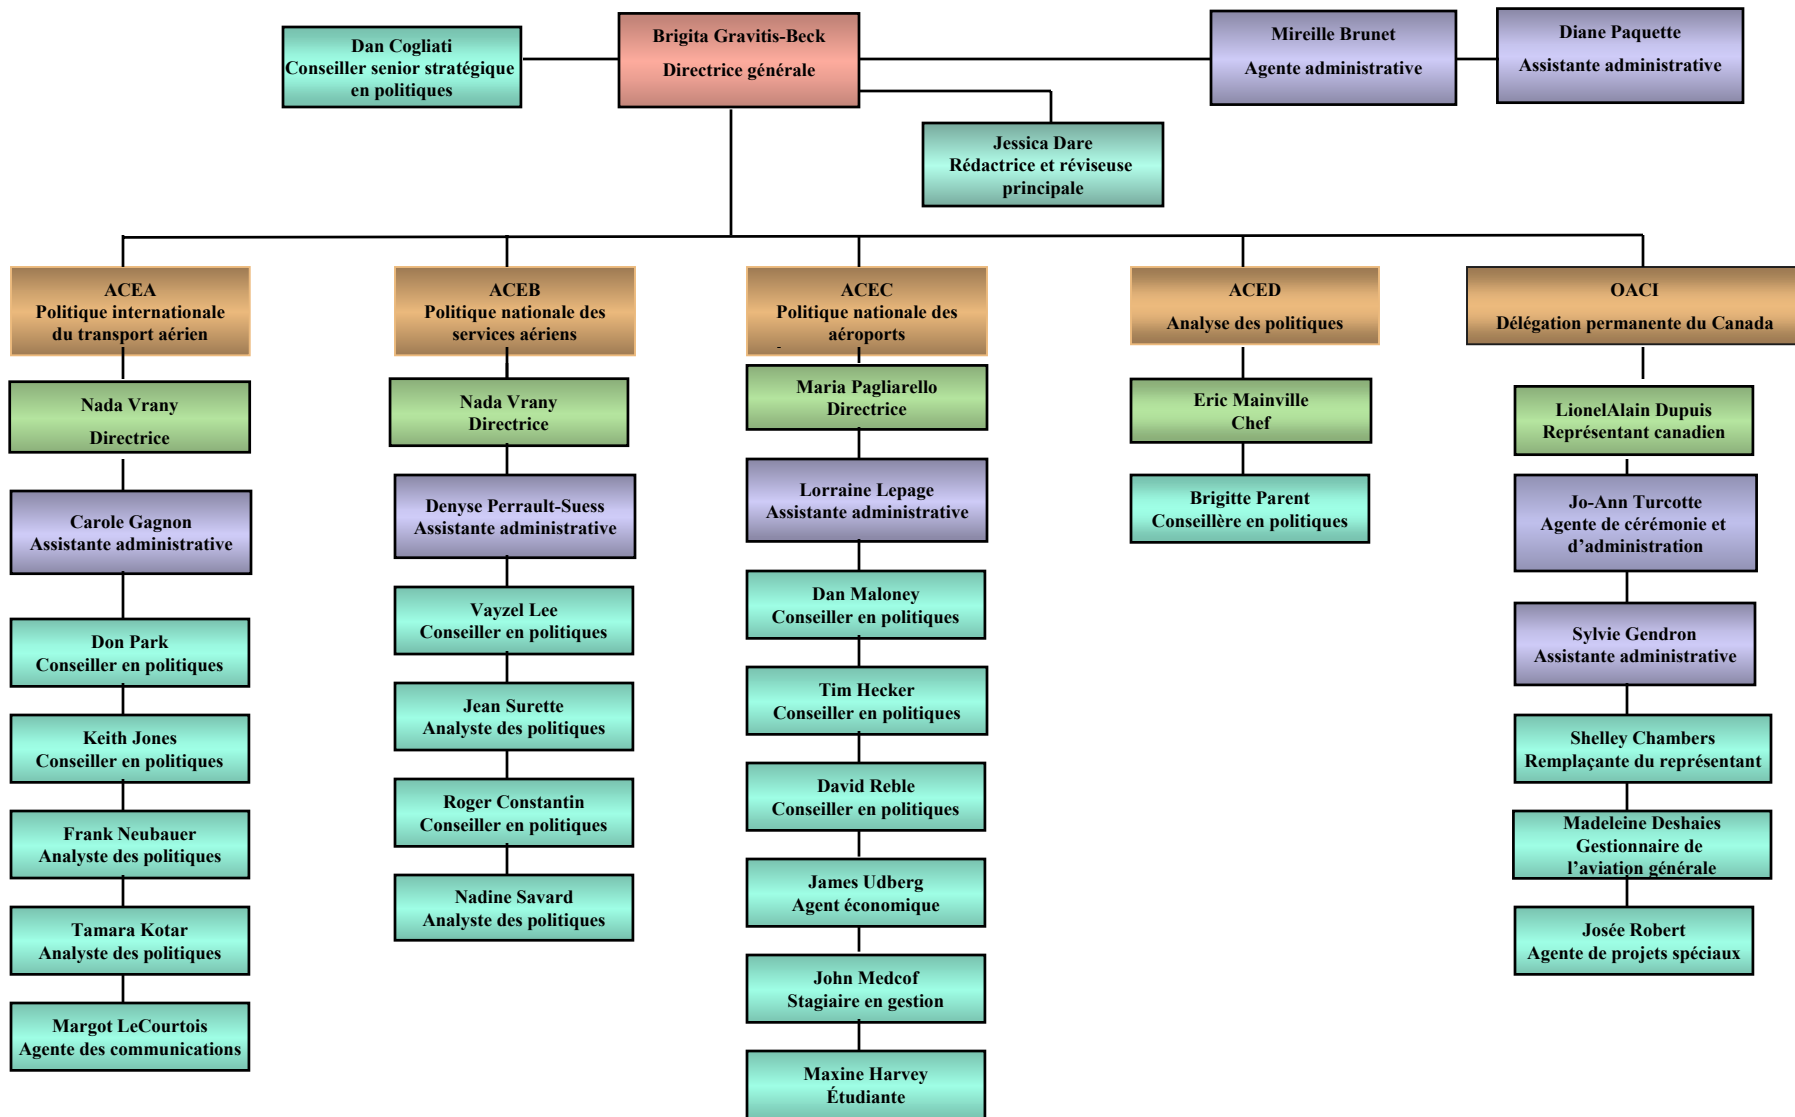 Dan Cogliati
Conseiller senior stratégique
en politiques
Brigita Gravitis-Beck
Directrice générale
Mireille Brunet
Agente administrative
Diane Paquette
Assistante administrative
Jessica Dare
Rédactrice et réviseuse
principale
ACEA
Politique internationale
du transport aérien
Nada Vrany
Directrice
Carole Gagnon
Assistante administrative
Don Park
Conseiller en politiques
Keith Jones
Conseiller en politiques
Frank Neubauer
Analyste des politiques
Tamara Kotar
Analyste des politiques
Margot LeCourtois
Agente des communications
ACEB
Politique nationale des
services aériens
Nada Vrany
Directrice
Denyse Perrault-Suess
Assistante administrative
Vayzel Lee
Conseiller en politiques
Jean Surette
Analyste des politiques
Roger Constantin
Conseiller en politiques
Nadine Savard
Analyste des politiques
ACEC
Politique nationale des
aéroports
Maria Pagliarello
Directrice
Lorraine Lepage
Assistante administrative
Dan Maloney
Conseiller en politiques
Tim Hecker
Conseiller en politiques
David Reble
Conseiller en politiques
James Udberg
Agent économique
John Medcof
Stagiaire en gestion
Maxine Harvey
Étudiante
ACED
Analyse des politiques
Eric Mainville
Chef
Brigitte Parent
Conseillère en politiques
OACI
Délégation permanente du Canada
LionelAlain Dupuis
Représentant canadien
Jo-Ann Turcotte
Agente de cérémonie et
d’administration
Sylvie Gendron
Assistante administrative
Shelley Chambers
Remplaçante du représentant
Madeleine Deshaies
Gestionnaire de
l’aviation générale
Josée Robert
Agente de projets spéciaux